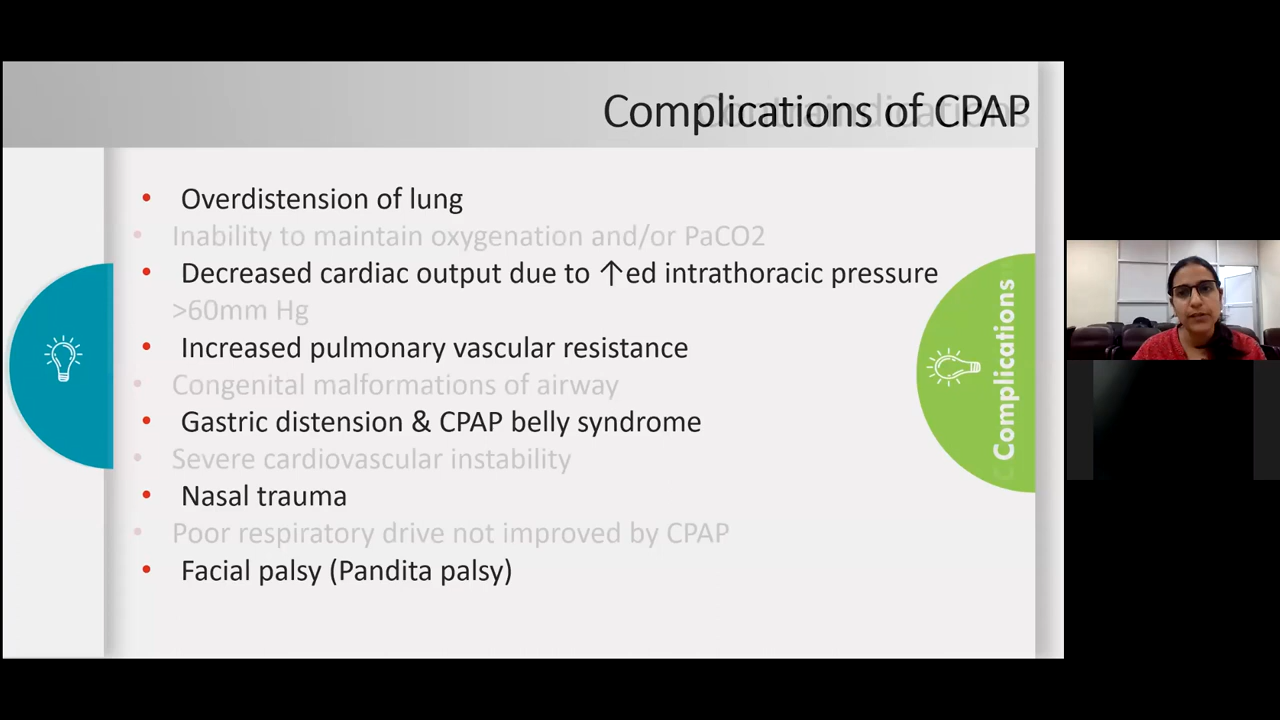 Complications of CPAP
Contraindications
• Overdistension of lung
• Inability to maintain oxygenation and/or PaCO2
• Decreased cardiac output due to ↑ed intrathoracic pressure
>60mm Hg
• Increased pulmonary vascular resistance
• Congenital malformations of airway
• Gastric distension & CPAP belly syndrome
• Severe cardiovascular instability
• Nasal trauma
• Poor respiratory drive not improved by CPAP
• Facial palsy (Pandita palsy)
Complications